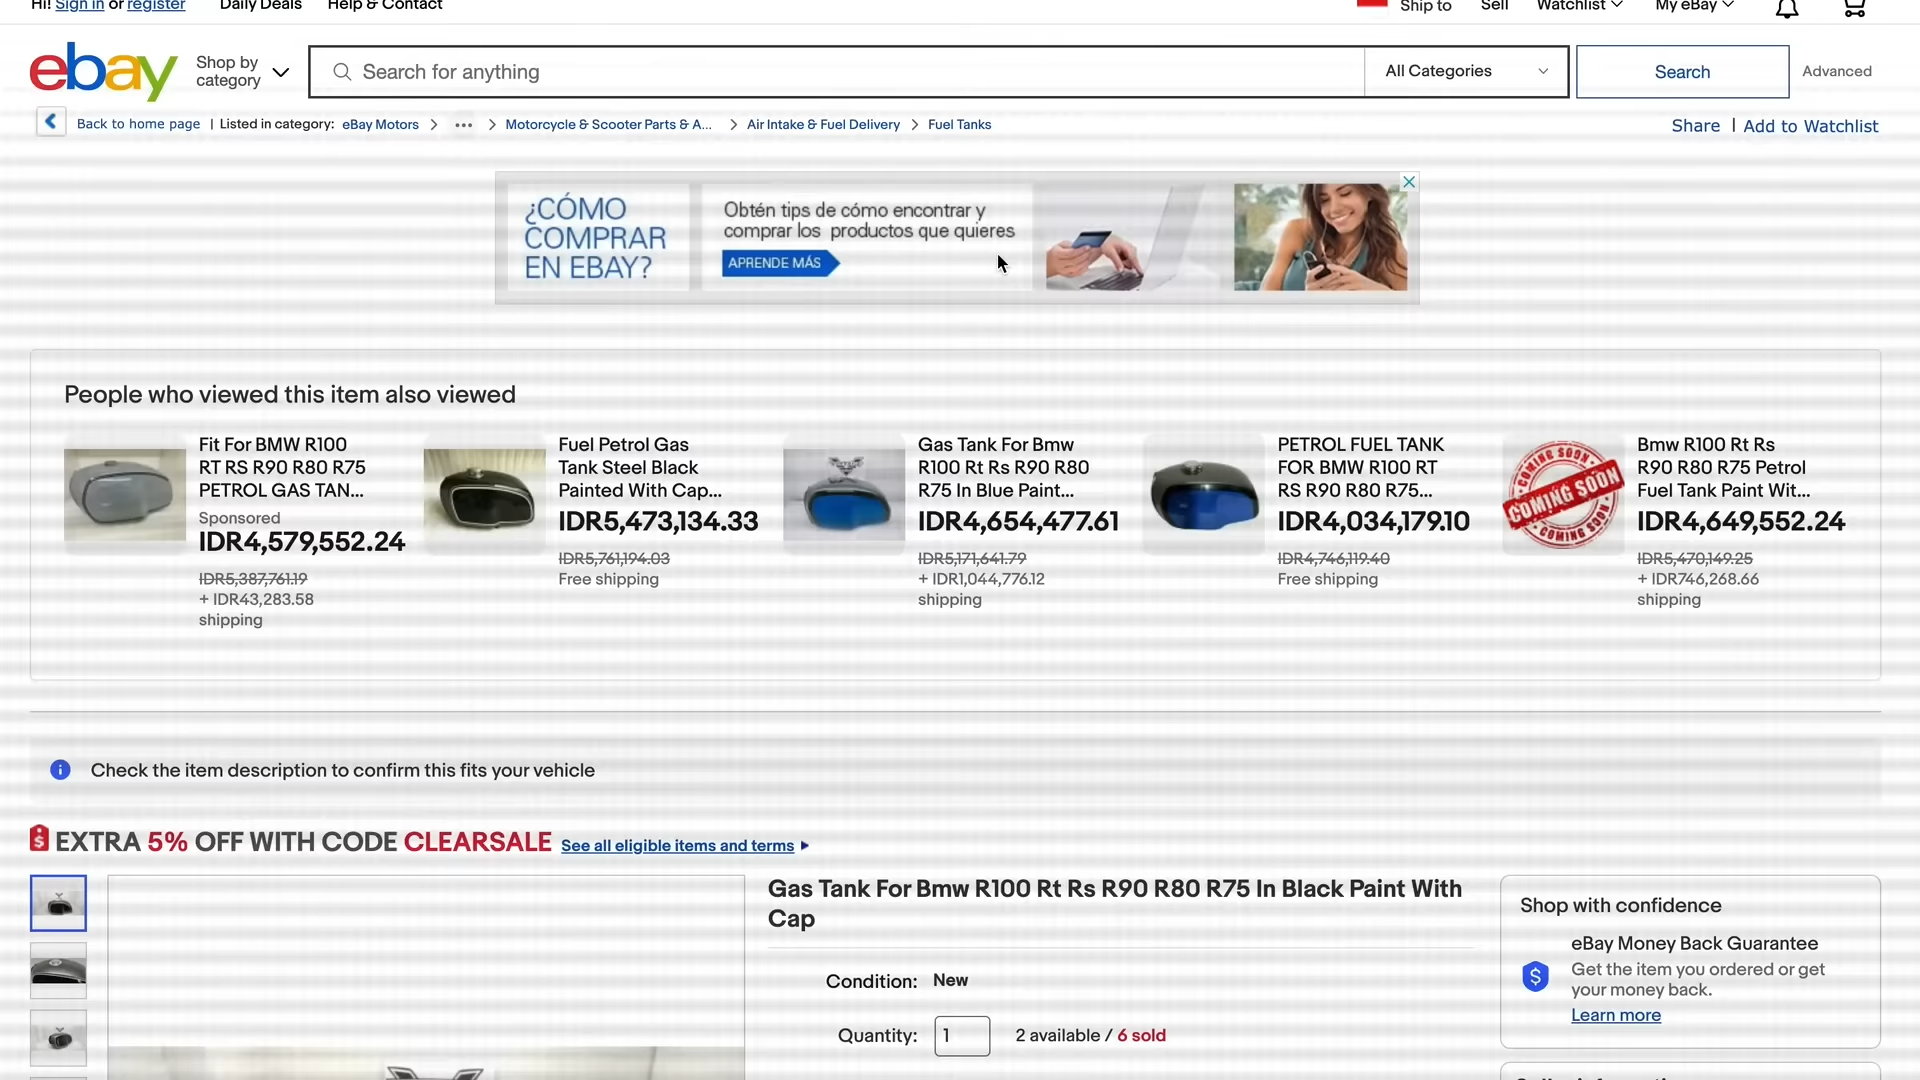 Hi! Sign in or register Daily Deals Help & Contact Ship to Sell Watchlist My eBay
ebay Shop by category Search for anything All Categories Search Advanced
Back to home page | Listed in category: eBay Motors > ... > Motorcycle & Scooter Parts & A... > Air Intake & Fuel Delivery > Fuel Tanks Share | Add to Watchlist
¿CÓMO
COMPRAR
EN EBAY?
Obtén tips de cómo encontrar y
comprar los productos que quieres
APRENDE MÁS
People who viewed this item also viewed
Fit For BMW R100
RT RS R90 R80 R75
PETROL GAS TAN...
Sponsored
IDR4,579,552.24
IDR5,387,761.19
+ IDR43,283.58
shipping
Fuel Petrol Gas
Tank Steel Black
Painted With Cap...
IDR5,473,134.33
IDR5,761,194.03
Free shipping
Gas Tank For Bmw
R100 Rt Rs R90 R80
R75 In Blue Paint...
IDR4,654,477.61
IDR5,171,641.79
+ IDR1,044,776.12
shipping
PETROL FUEL TANK
FOR BMW R100 RT
RS R90 R80 R75...
IDR4,034,179.10
IDR4,746,119.40
Free shipping
COMING SOON
COMING SOON
COMING SOON
Bmw R100 Rt Rs
R90 R80 R75 Petrol
Fuel Tank Paint Wit...
IDR4,649,552.24
IDR5,470,149.25
+ IDR746,268.66
shipping
Check the item description to confirm this fits your vehicle
EXTRA 5% OFF WITH CODE CLEARSALE See all eligible items and terms
Gas Tank For Bmw R100 Rt Rs R90 R80 R75 In Black Paint With
Cap
Condition: New
Quantity: 1 2 available / 6 sold
Shop with confidence
eBay Money Back Guarantee
Get the item you ordered or get
your money back.
Learn more